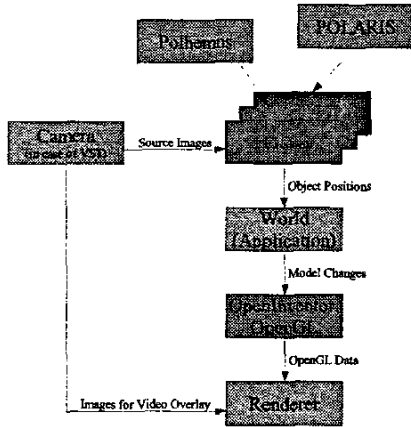 Polhemus
POLARIS
Camera
Source Images
Object Positions
World
(Application)
Model Changes
OpenInventor
OpenGL
OpenGL Data
Images for Video Overlay
Renderer